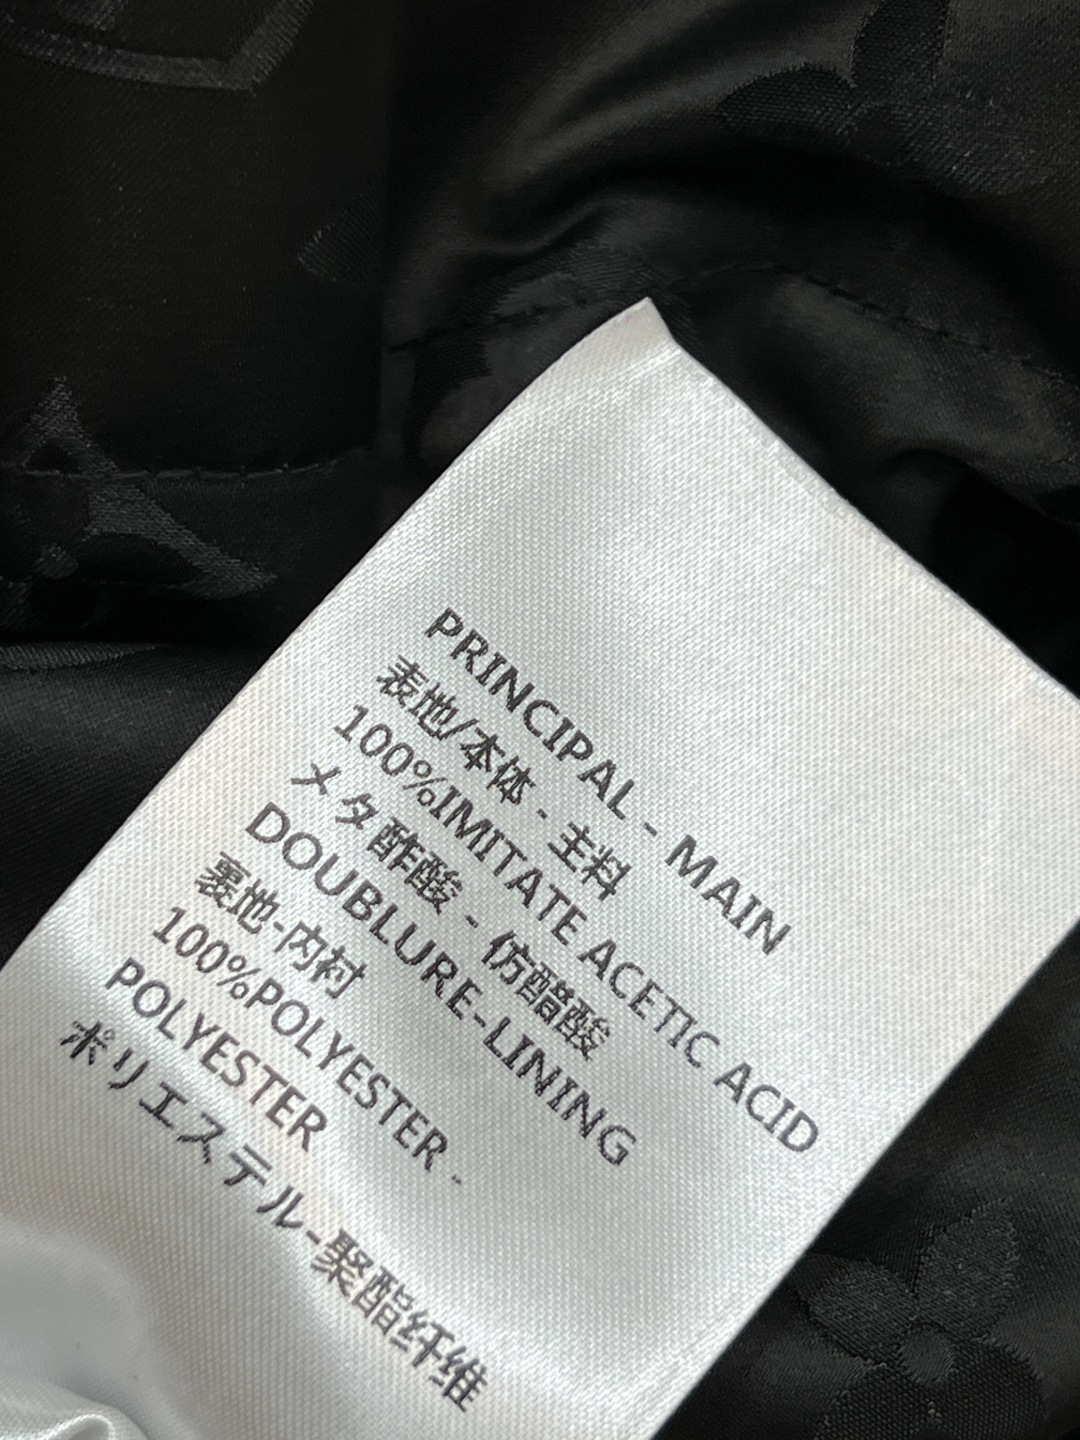 PRINCIPAL - MAIN
表地/本体 - 主料
100%IMITATE ACETIC ACID
メタ酢酸 - 仿醋酸
DOUBLURE-LINING
裏地-内衬
100%POLYESTER -
POLYESTER
ポリエステル-聚酯纤维